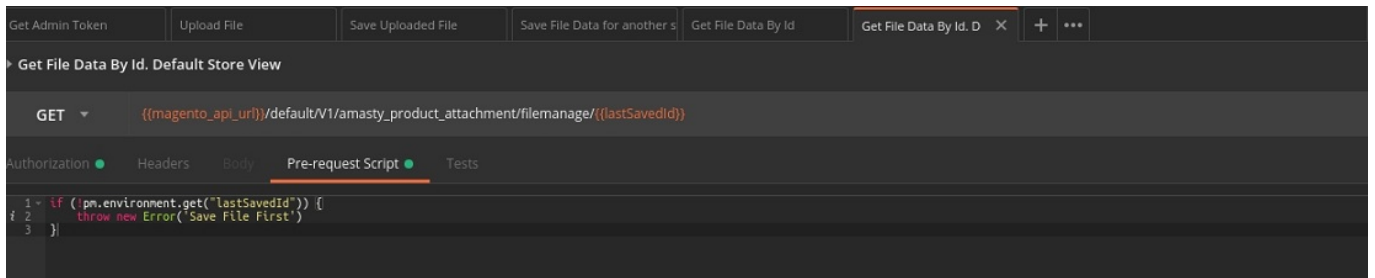 Get Admin Token Upload File Save Uploaded File Save File Data for another s Get File Data By Id Get File Data By Id. D
Get File Data By Id. Default Store View
GET {{magento_api_url}}/default/V1/amasty_product_attachment/filemanage/{{lastSavedId}}
Authorization Headers Body Pre-request Script Tests
1 if (!pm.environment.get("lastSavedId")) {
i 2 throw new Error('Save File First')
3 }